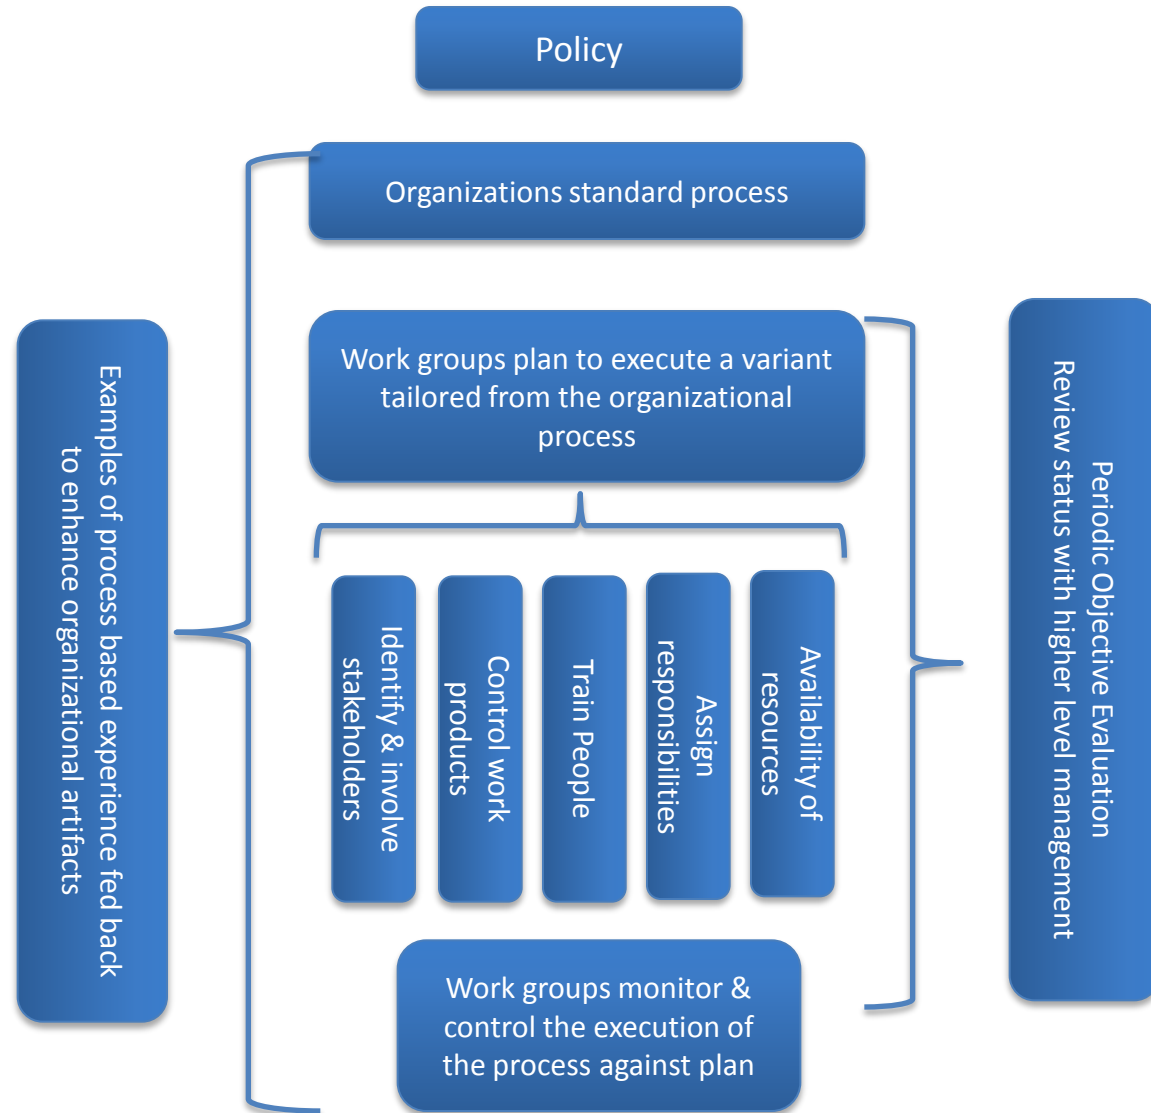 Policy
Organizations standard process
Work groups plan to execute a variant
tailored from the organizational
process
Examples of process based experience fed back
to enhance organizational artifacts
Identify & involve
stakeholders
Control work
products
Train People
Assign
responsibilities
Availability of
resources
Periodic Objective Evaluation
Review status with higher level management
Work groups monitor &
control the execution of
the process against plan